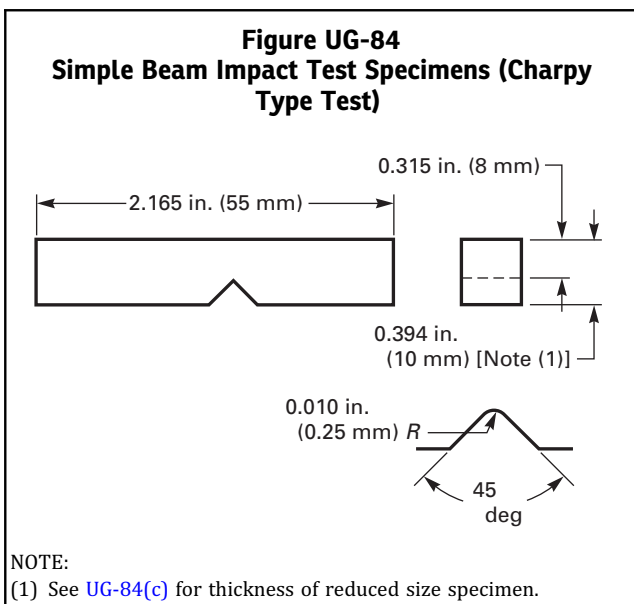 Figure UG-84
Simple Beam Impact Test Specimens (Charpy
Type Test)
0.315 in. (8 mm)
2.165 in. (55 mm)
0.394 in.
(10 mm) [Note (1)]
0.010 in.
(0.25 mm) R
45
deg
NOTE:
(1) See UG-84(c) for thickness of reduced size specimen.